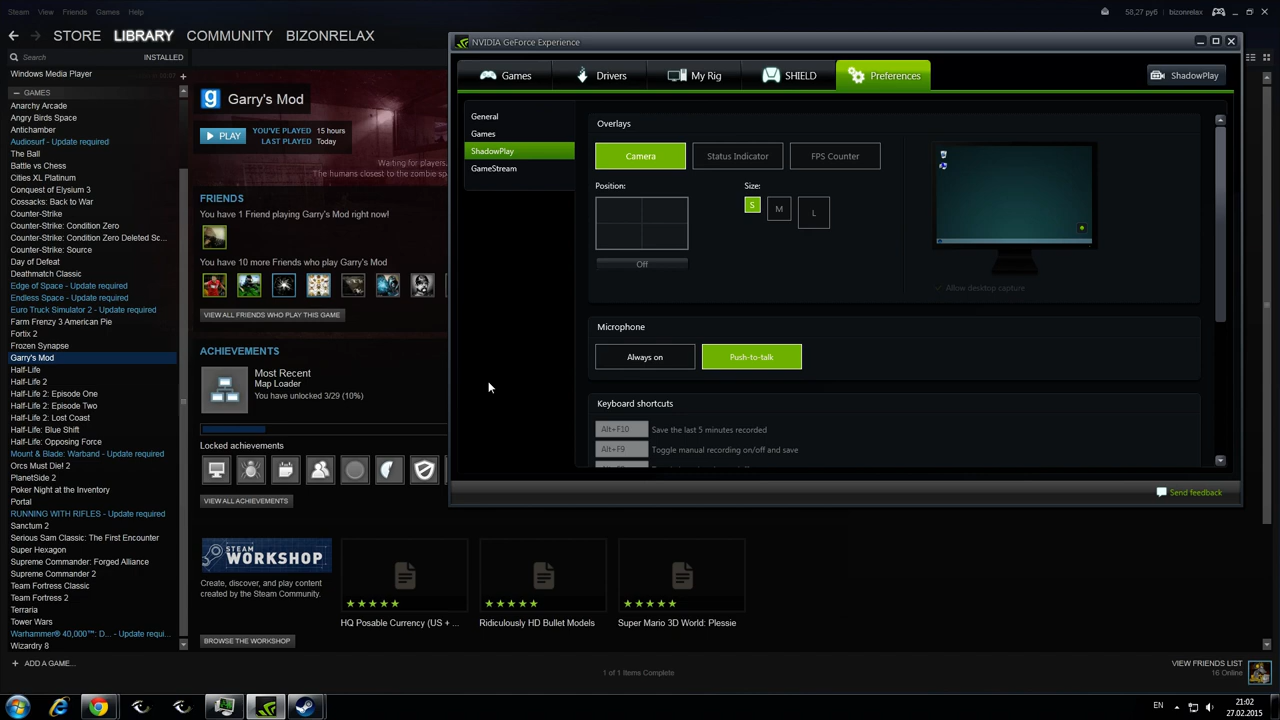 Steam View Friends Games Help
58,27 руб bizonrelax
STORE LIBRARY COMMUNITY BIZONRELAX
Search INSTALLED
Windows Media Player
GAMES
Anarchy Arcade
Angry Birds Space
Antichamber
Audiosurf - Update required
The Ball
Battle vs Chess
Cities XL Platinum
Conquest of Elysium 3
Cossacks: Back to War
Counter-Strike
Counter-Strike: Condition Zero
Counter-Strike: Condition Zero Deleted Sc...
Counter-Strike: Source
Day of Defeat
Deathmatch Classic
Edge of Space - Update required
Endless Space - Update required
Euro Truck Simulator 2 - Update required
Farm Frenzy 3 American Pie
Fortix 2
Frozen Synapse
Garry's Mod
Half-Life
Half-Life 2
Half-Life 2: Episode One
Half-Life 2: Episode Two
Half-Life 2: Lost Coast
Half-Life: Blue Shift
Half-Life: Opposing Force
Mount & Blade: Warband - Update required
Orcs Must Die! 2
PlanetSide 2
Poker Night at the Inventory
Portal
RUNNING WITH RIFLES - Update required
Sanctum 2
Serious Sam Classic: The First Encounter
Super Hexagon
Supreme Commander: Forged Alliance
Supreme Commander 2
Team Fortress Classic
Team Fortress 2
Terraria
Tower Wars
Warhammer® 40,000™: D... - Update requi...
Wizardry 8
ADD A GAME...
Garry's Mod
PLAY
YOU'VE PLAYED 15 hours
LAST PLAYED Today
Waiting for players.
humans the closest to the zombie sp
FRIENDS
You have 1 Friend playing Garry's Mod right now!
You have 10 more Friends who play Garry's Mod
VIEW ALL FRIENDS WHO PLAY THIS GAME
ACHIEVEMENTS
Most Recent
Map Loader
You have unlocked 3/29 (10%)
Locked achievements
VIEW ALL ACHIEVEMENTS
STEAM WORKSHOP
Create, discover, and play content
created by the Steam Community.
BROWSE THE WORKSHOP
HQ Posable Currency (US + ...
Ridiculously HD Bullet Models
Super Mario 3D World: Plessie
1 of 1 Items Complete
VIEW FRIENDS LIST
16 Online
NVIDIA GeForce Experience
Games Drivers My Rig SHIELD Preferences ShadowPlay
General
Games
ShadowPlay
GameStream
Overlays
Camera Status Indicator FPS Counter
Position: Size:
S M L
Off
Allow desktop capture
Microphone
Always on Push-to-talk
Keyboard shortcuts
Alt+F10 Save the last 5 minutes recorded
Alt+F9 Toggle manual recording on/off and save
Send feedback
EN 21:02
27.02.2015